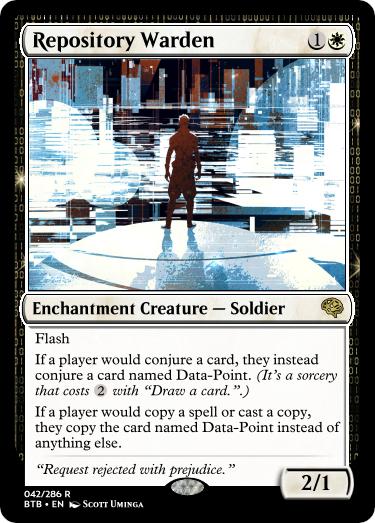 Repository Warden 1
Enchantment Creature — Soldier
Flash
If a player would conjure a card, they instead
conjure a card named Data-Point. (It's a sorcery
that costs 2 with “Draw a card.”.)
If a player would copy a spell or cast a copy,
they copy the card named Data-Point instead of
anything else.
“Request rejected with prejudice.”
2/1
042/286 R
BTB • EN Scott Uminga